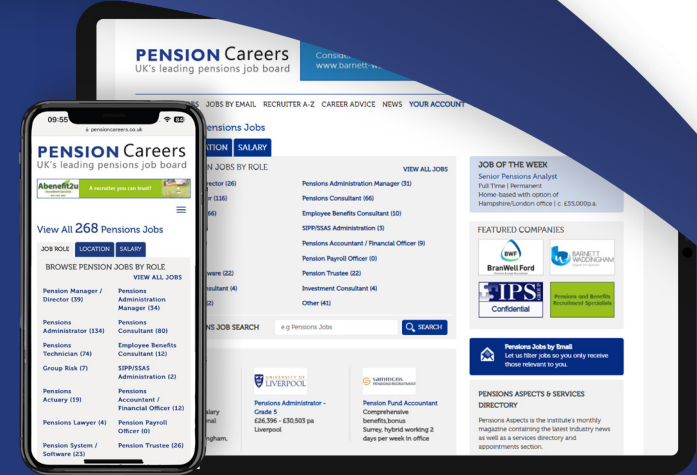 PENSION Careers
UK's leading pensions job board
www.barnett-w
JOBS BY EMAIL RECRUITER A-Z CAREER ADVICE NEWS YOUR ACCOUNT
Pensions Jobs
SALARY
JOBS BY ROLE
VIEW ALL JOBS
(26)
Pensions Administration Manager (31)
(116)
Pensions Consultant (66)
(66)
Employee Benefits Consultant (10)
SIPP/SSAS Administration (3)
Pensions Accountant / Financial Officer (9)
Pension Payroll Officer (0)
(22)
Pension Trustee (22)
(4)
Investment Consultant (4)
(2)
Other (41)
JOB SEARCH
e.g Pensions Jobs
SEARCH
UNIVERSITY OF
LIVERPOOL
sammons
PENSIONS RECRUITMENT
Pensions Administrator -
Grade 5
£26,396 - £30,503 pa
Liverpool
Pension Fund Accountant
Comprehensive
benefits,bonus
Surrey, hybrid working 2
days per week in office
JOB OF THE WEEK
Senior Pensions Analyst
Full Time | Permanent
Home-based with option of
Hampshire/London office | c. £55,000p.a.
FEATURED COMPANIES
BWF
BranWell Ford
BARNETT
WADDINGHAM
IPS
Confidential
Pensions and Benefits
Recruitment Specialists
Pensions Jobs by Email
Let us filter jobs so you only receive
those relevant to you.
PENSIONS ASPECTS & SERVICES
DIRECTORY
Pensions Aspects is the institute's monthly
magazine containing the latest industry news
as well as a services directory and
appointments section.
09:55
pensioncareers.co.uk
PENSION Careers
UK's leading pensions job board
Abenefit2u
A recruiter you can trust!
View All 268 Pensions Jobs
JOB ROLE LOCATION SALARY
BROWSE PENSION JOBS BY ROLE
VIEW ALL JOBS
Pension Manager /
Director (39)
Pensions
Administration
Manager (34)
Pensions
Administrator (134)
Pensions
Consultant (80)
Pensions
Technician (74)
Employee Benefits
Consultant (12)
Group Risk (7)
SIPP/SSAS
Administration (2)
Pensions
Actuary (19)
Pensions
Accountant /
Financial Officer (12)
Pensions Lawyer (4)
Pension Payroll
Officer (0)
Pension System /
Software (23)
Pension Trustee (26)